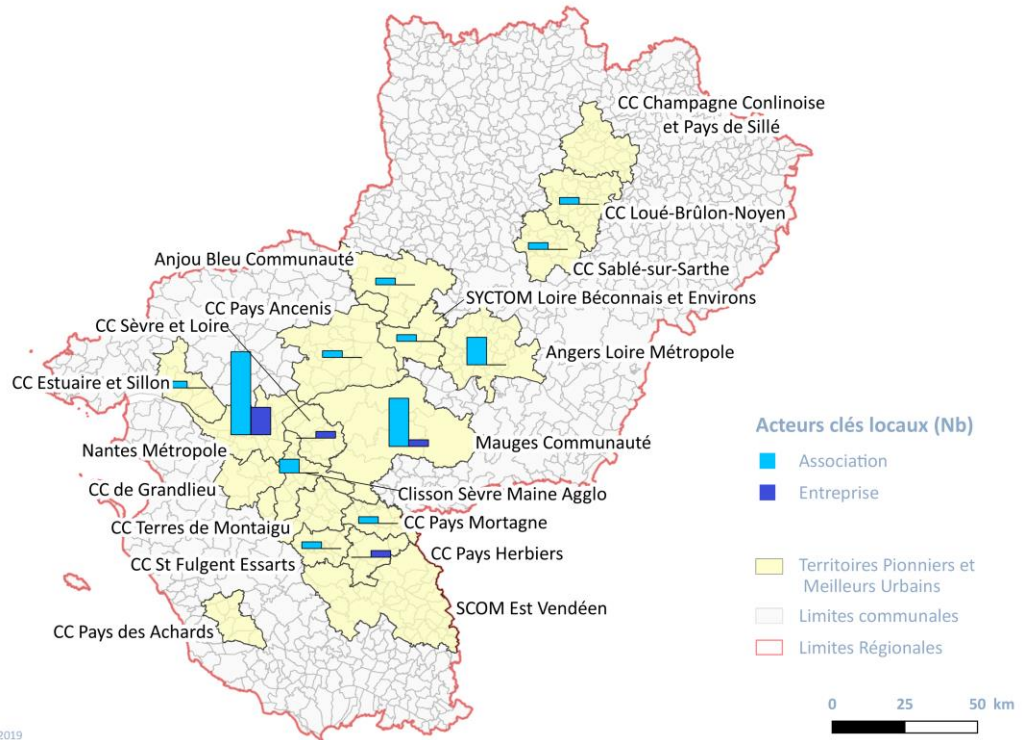 CC Champagne Conlinoise
et Pays de Sillé
CC Loué-Brûlon-Noyen
CC Sablé-sur-Sarthe
Anjou Bleu Communauté
SYCTOM Loire Béconnais et Environs
CC Pays Ancenis
CC Sèvre et Loire
Angers Loire Métropole
CC Estuaire et Sillon
Nantes Métropole
Mauges Communauté
CC de Grandlieu
Clisson Sèvre Maine Agglo
CC Terres de Montaigu
CC Pays Mortagne
CC St Fulgent Essarts
CC Pays Herbiers
SCOM Est Vendéen
CC Pays des Achards
Acteurs clés locaux (Nb)
Association
Entreprise
Territoires Pionniers et
Meilleurs Urbains
Limites communales
Limites Régionales
0 25 50 km
2019